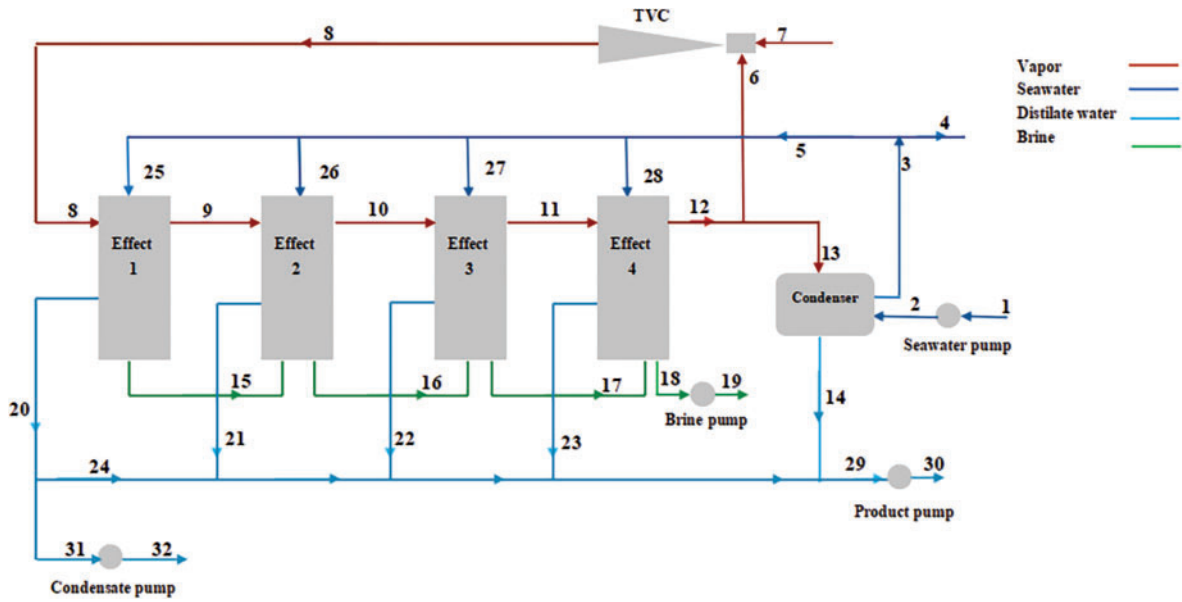 TVC
8
7
6
Vapor
Seawater
Distilate water
Brine
4
5
3
25
26
27
28
8
9
10
11
12
13
Effect
1
Effect
2
Effect
3
Effect
4
Condenser
2
1
Seawater pump
15
16
17
18
19
Brine pump
14
20
21
22
23
24
29
30
Product pump
31
32
Condensate pump